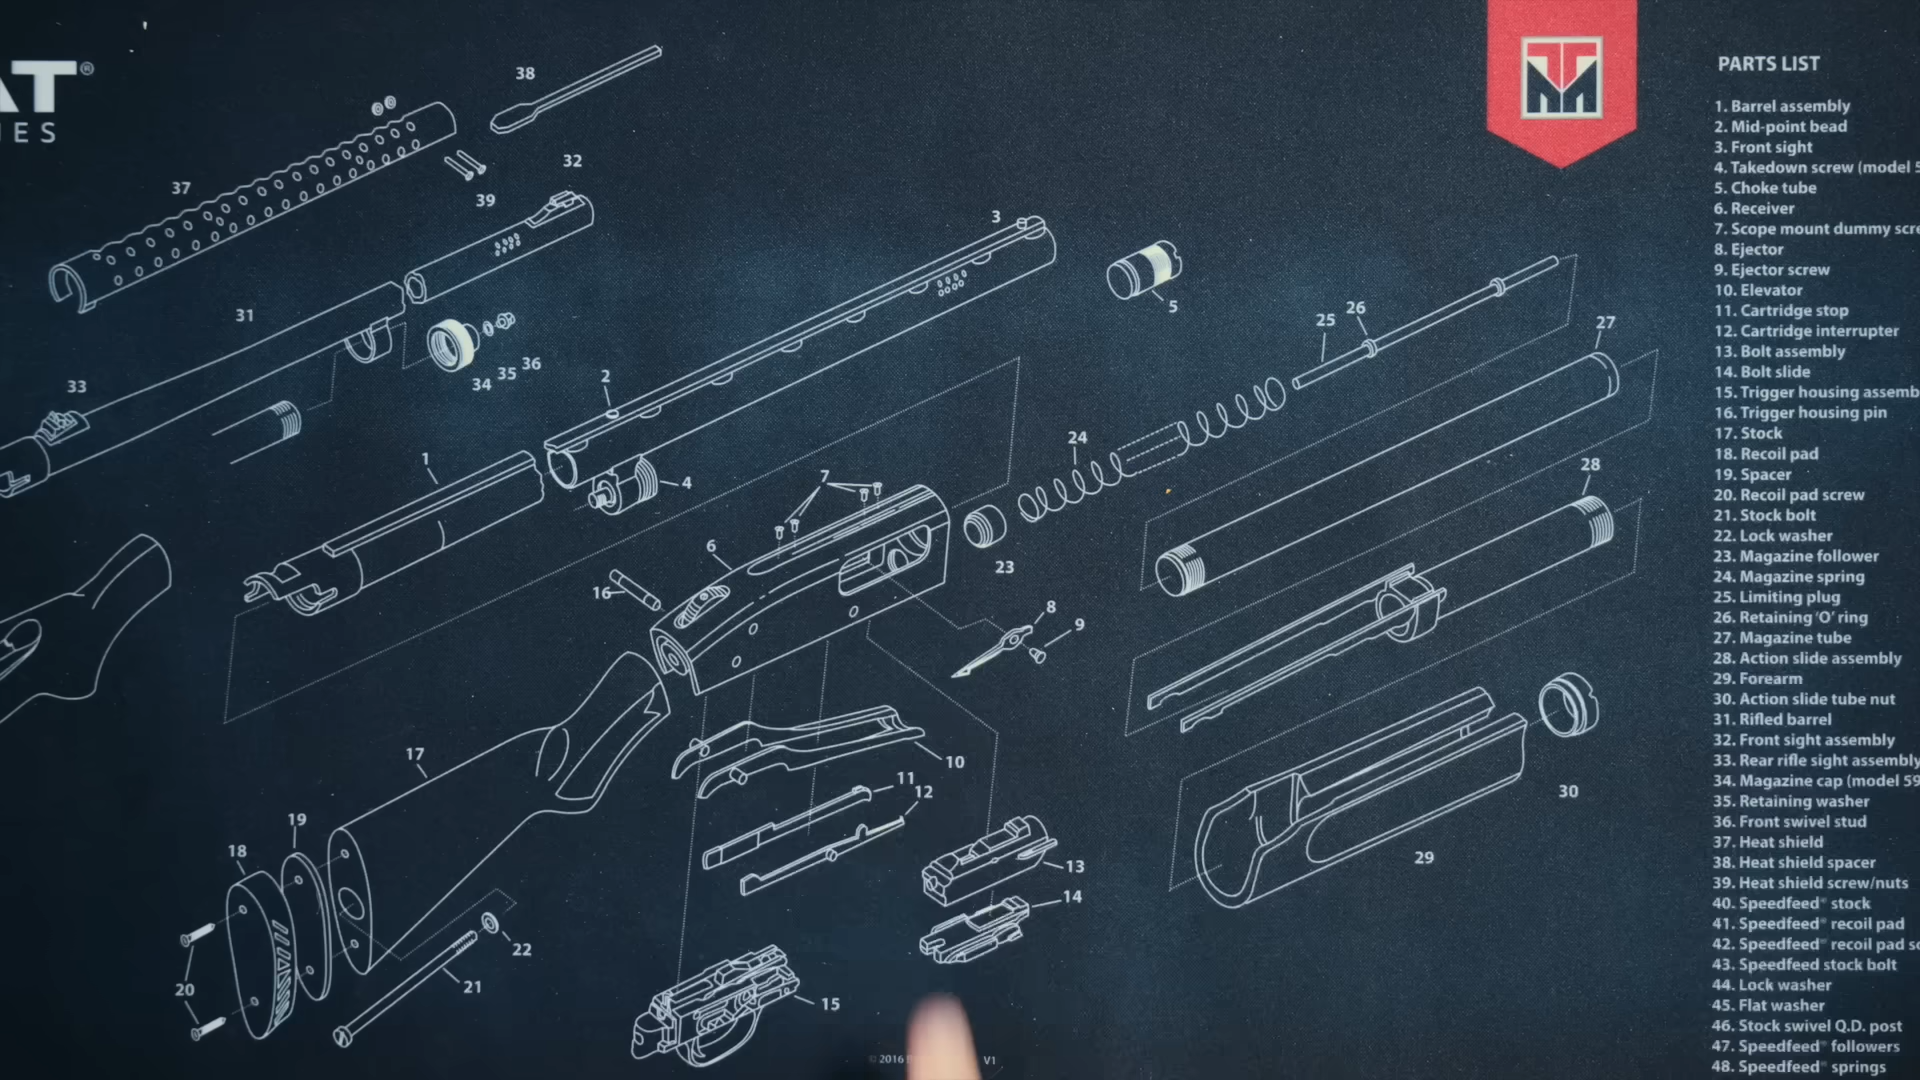 AT®
IES
PARTS LIST
1. Barrel assembly
2. Mid-point bead
3. Front sight
4. Takedown screw (model 5
5. Choke tube
6. Receiver
7. Scope mount dummy scre
8. Ejector
9. Ejector screw
10. Elevator
11. Cartridge stop
12. Cartridge interrupter
13. Bolt assembly
14. Bolt slide
15. Trigger housing assemb
16. Trigger housing pin
17. Stock
18. Recoil pad
19. Spacer
20. Recoil pad screw
21. Stock bolt
22. Lock washer
23. Magazine follower
24. Magazine spring
25. Limiting plug
26. Retaining 'O' ring
27. Magazine tube
28. Action slide assembly
29. Forearm
30. Action slide tube nut
31. Rifled barrel
32. Front sight assembly
33. Rear rifle sight assembly
34. Magazine cap (model 59
35. Retaining washer
36. Front swivel stud
37. Heat shield
38. Heat shield spacer
39. Heat shield screw/nuts
40. Speedfeed® stock
41. Speedfeed® recoil pad
42. Speedfeed® recoil pad sc
43. Speedfeed stock bolt
44. Lock washer
45. Flat washer
46. Stock swivel Q.D. post
47. Speedfeed® followers
48. Speedfeed® springs
38
32
37
39
3
31
5
26
25
27
36
35
34
33
2
24
1
28
7
4
6
23
16
8
9
17
10
11
12
30
19
18
29
13
14
22
21
20
15
© 2016 V1